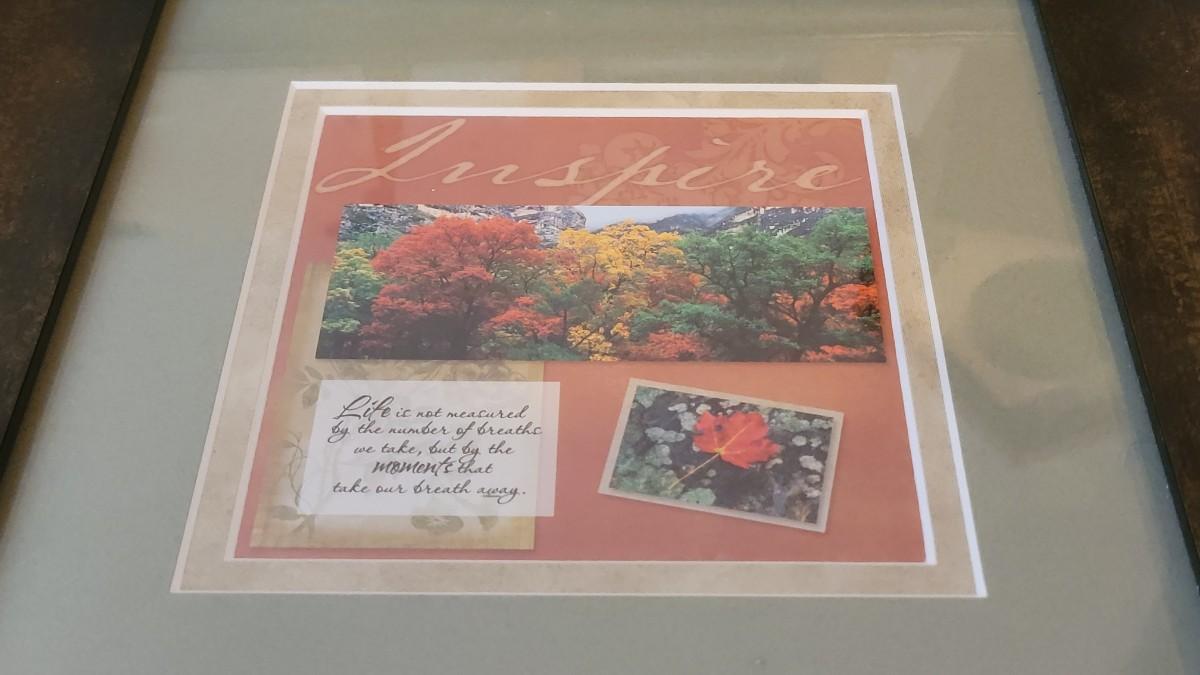 Inspire
Life is not measured
by the number of breaths
we take, but by the
moments that
take our breath away.